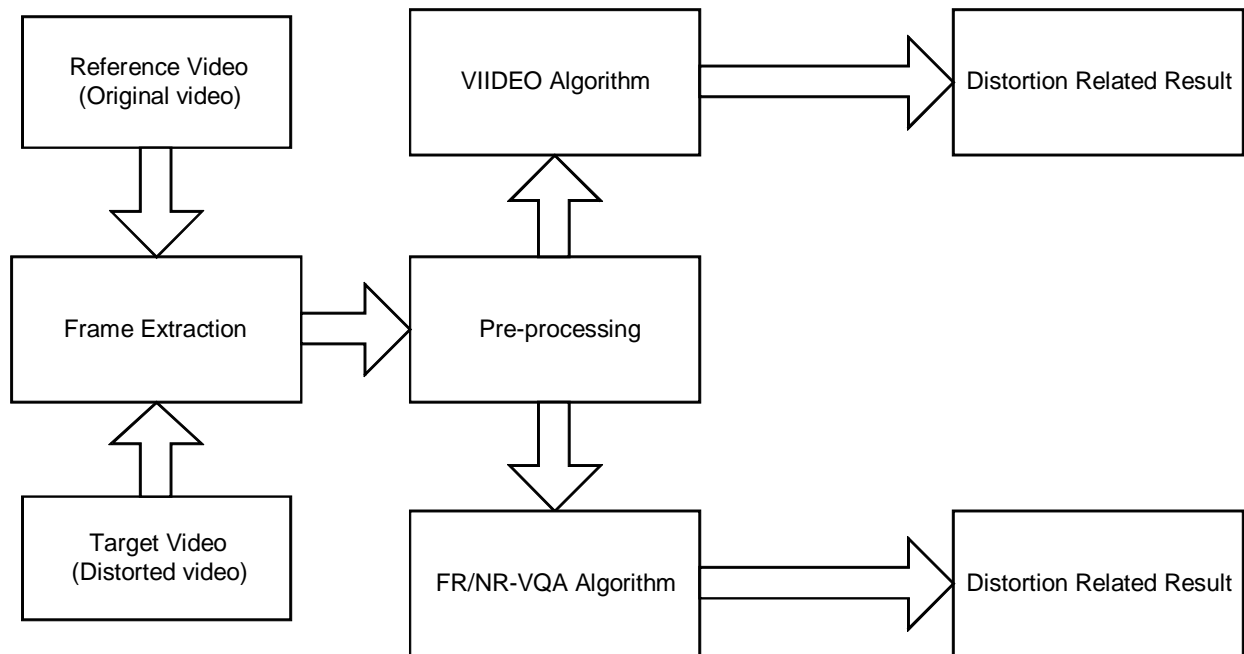 Reference Video
(Original video)
VIIDEO Algorithm
Distortion Related Result
Frame Extraction
Pre-processing
Target Video
(Distorted video)
FR/NR-VQA Algorithm
Distortion Related Result